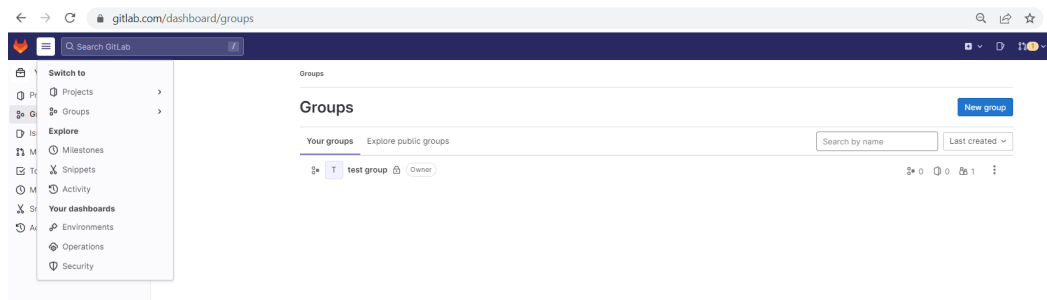 gitlab.com/dashboard/groups
Search GitLab /
1
Switch to
Projects
Groups
Explore
Milestones
Snippets
Activity
Your dashboards
Environments
Operations
Security
Groups
Groups
New group
Your groups Explore public groups
Search by name
Last created
T test group Owner
0 0 1